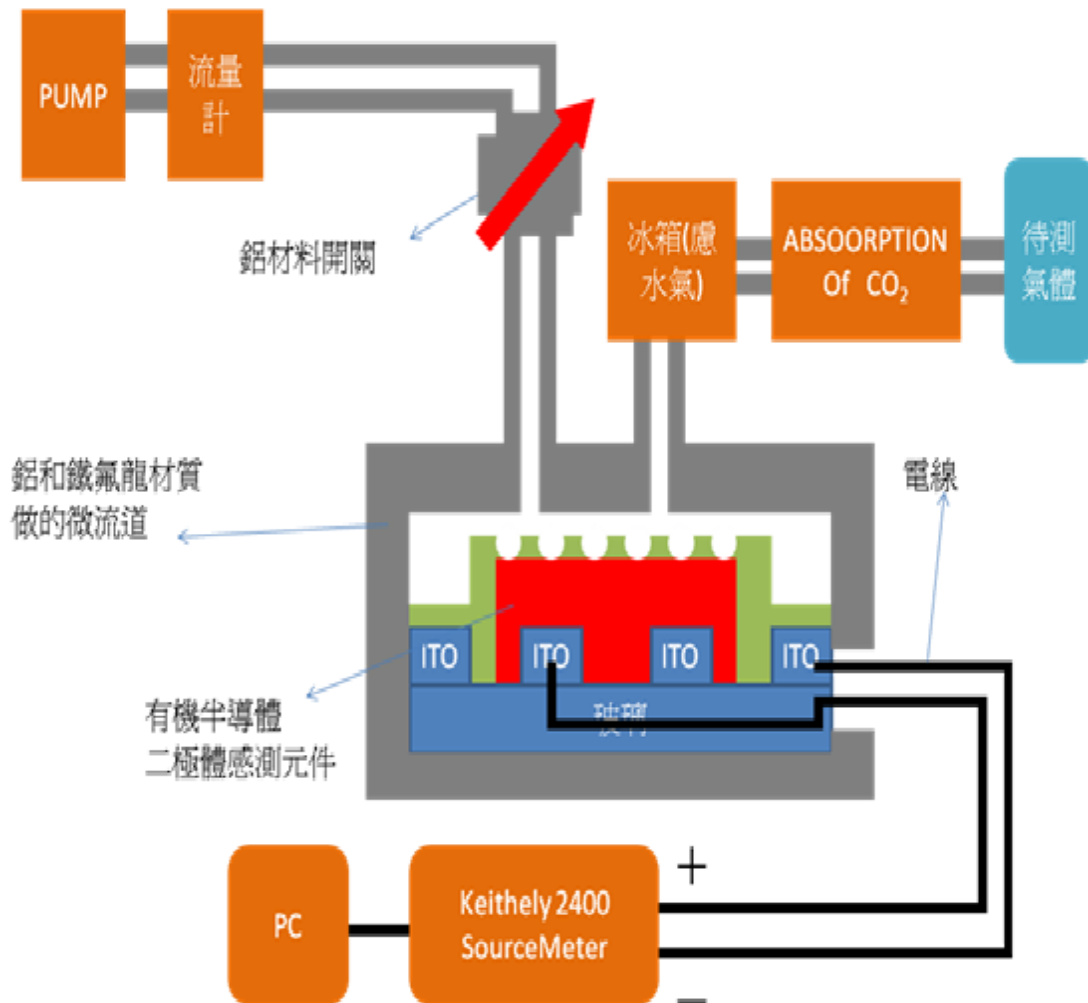 PUMP
流量
計
鋁材料開關
冰箱(慮
水氣)
ABSOORPTION
Of CO₂
待測
氣體
鋁和鐵氟龍材質
做的微流道
電線
ITO
ITO
ITO
ITO
有機半導體
二極體感測元件
PC
Keithely 2400
SourceMeter
+
−